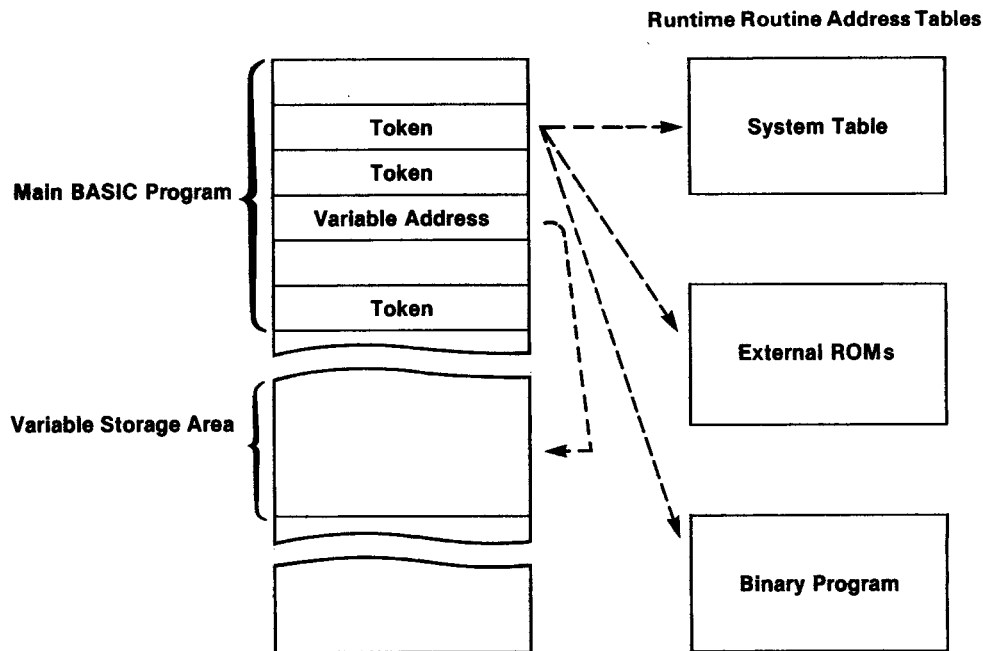 Runtime Routine Address Tables
Token
System Table
Token
Main BASIC Program
Variable Address
Token
External ROMs
Variable Storage Area
Binary Program